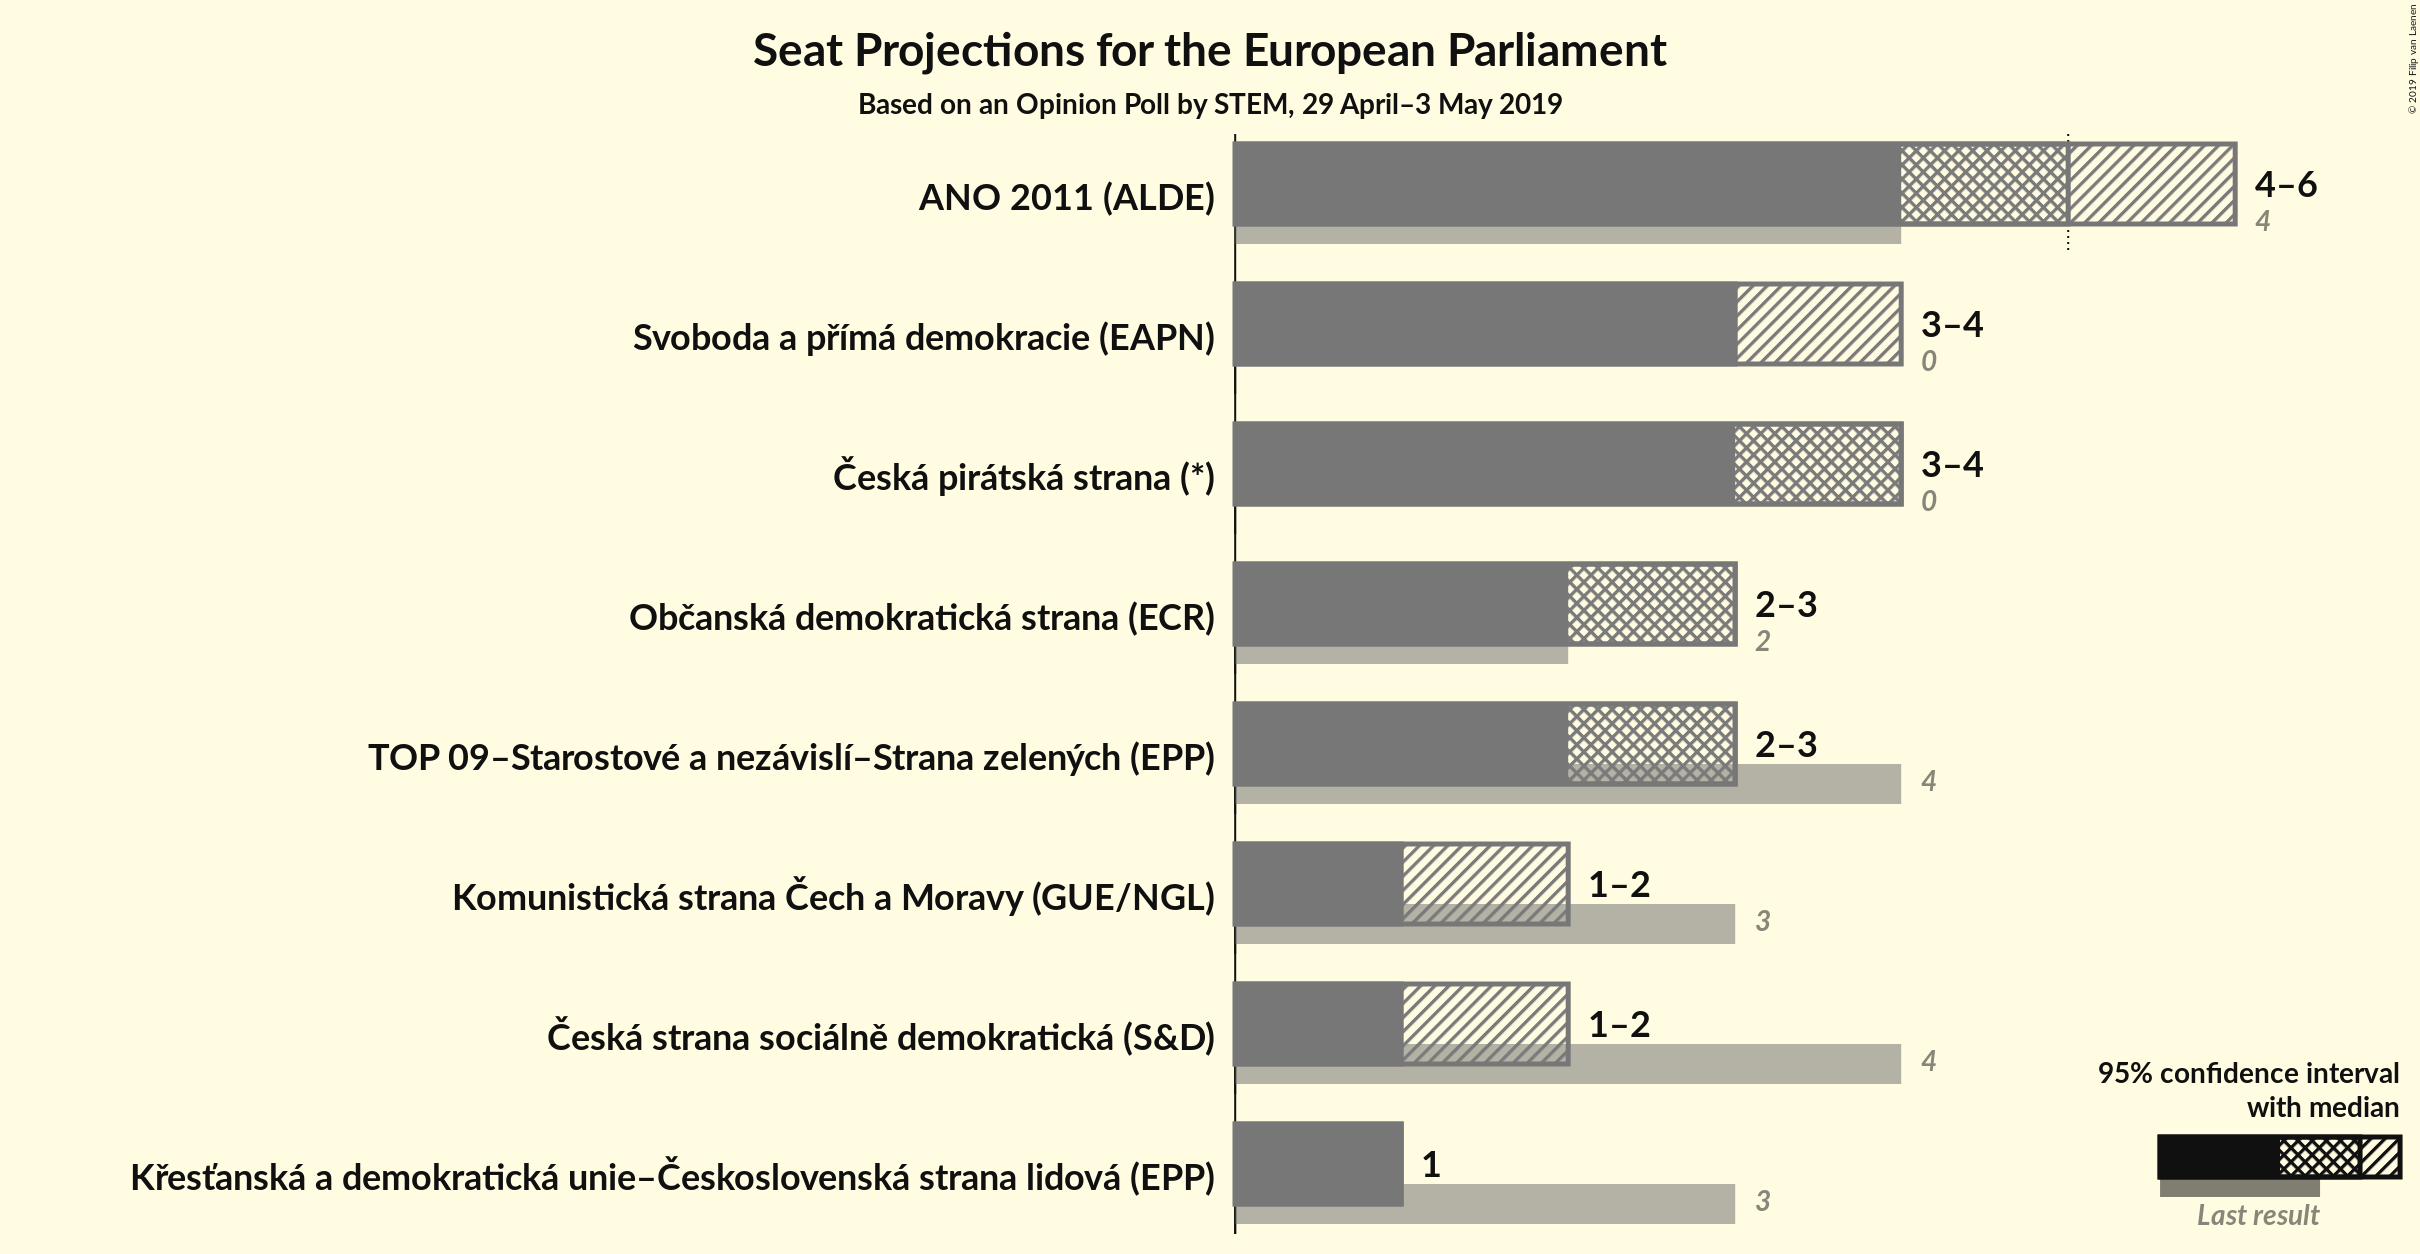 Seat Projections for the European Parliament
Based on an Opinion Poll by STEM, 29 April–3 May 2019
© 2019 Filip van Laenen
ANO 2011 (ALDE)
4–6
4
Svoboda a přímá demokracie (EAPN)
3–4
0
Česká pirátská strana (*)
3–4
0
Občanská demokratická strana (ECR)
2–3
2
TOP 09–Starostové a nezávislí–Strana zelených (EPP)
2–3
4
Komunistická strana Čech a Moravy (GUE/NGL)
1–2
3
Česká strana sociálně demokratická (S&D)
1–2
4
Křesťanská a demokratická unie–Československá strana lidová (EPP)
1
3
95% confidence interval
with median
Last result